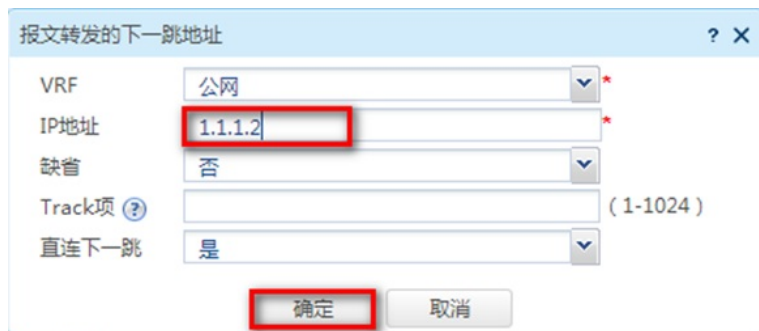 报文转发的下一跳地址 ? ×
VRF 公网 *
IP地址 1.1.1.2 *
缺省 否
Track项 ? (1-1024)
直连下一跳 是
确定 取消